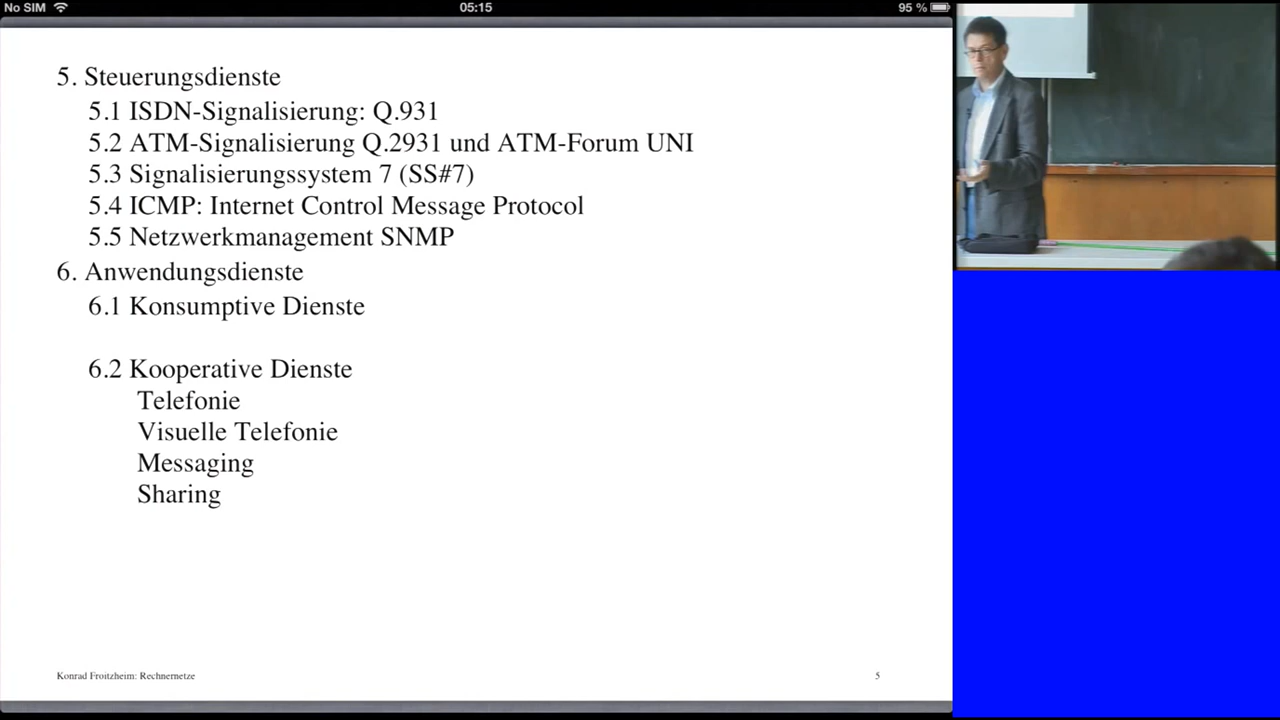 No SIM 05:15 95 %
5. Steuerungsdienste
5.1 ISDN-Signalisierung: Q.931
5.2 ATM-Signalisierung Q.2931 und ATM-Forum UNI
5.3 Signalisierungssystem 7 (SS#7)
5.4 ICMP: Internet Control Message Protocol
5.5 Netzwerkmanagement SNMP
6. Anwendungsdienste
6.1 Konsumptive Dienste
6.2 Kooperative Dienste
Telefonie
Visuelle Telefonie
Messaging
Sharing
Konrad Froitzheim: Rechnernetze 5